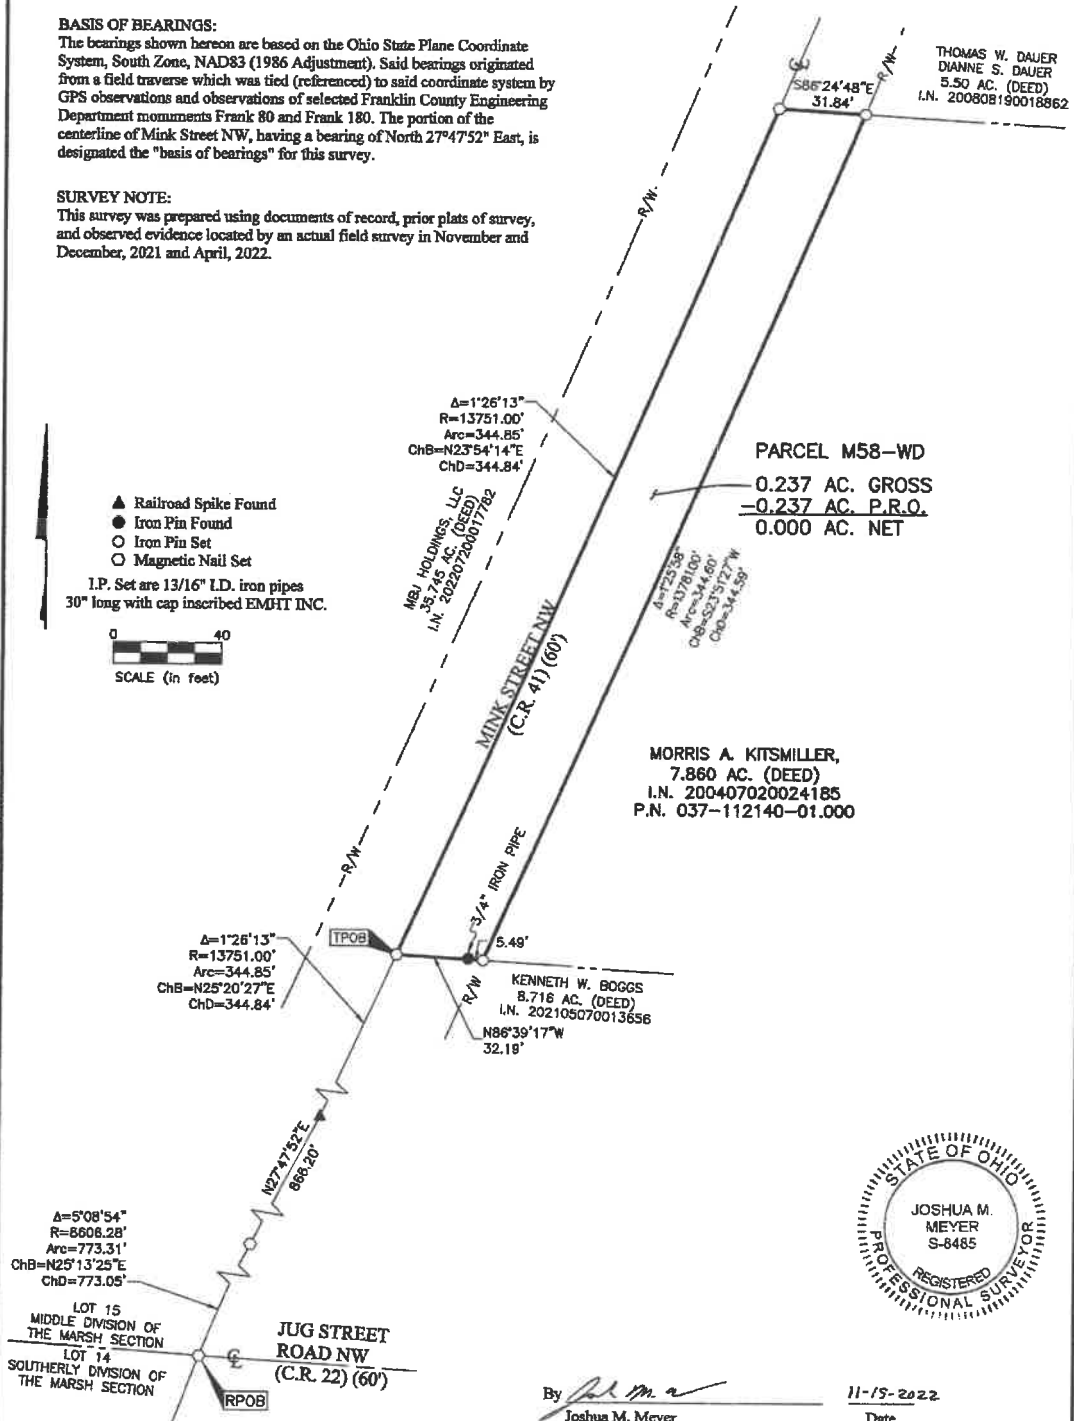 BASIS OF BEARINGS:
The bearings shown hereon are based on the Ohio State Plane Coordinate
System, South Zone, NAD83 (1986 Adjustment). Said bearings originated
from a field traverse which was tied (referenced) to said coordinate system by
GPS observations and observations of selected Franklin County Engineering
Department monuments Frank 80 and Frank 180. The portion of the
centerline of Mink Street NW, having a bearing of North 27°47'52" East, is
designated the "basis of bearings" for this survey.
SURVEY NOTE:
This survey was prepared using documents of record, prior plats of survey,
and observed evidence located by an actual field survey in November and
December, 2021 and April, 2022.
R/W
THOMAS W. DAUER
DIANNE S. DAUER
5.50 AC. (DEED)
I.N. 200808190018862
S86°24'48"E
31.84'
R/W
Δ=1°26'13"
R=13751.00'
Arc=344.85'
ChB=N23°54'14"E
ChD=344.84'
PARCEL M58-WD
0.237 AC. GROSS
-0.237 AC. P.R.O.
0.000 AC. NET
Railroad Spike Found
Iron Pin Found
Iron Pin Set
Magnetic Nail Set
I.P. Set are 13/16" I.D. iron pipes
30" long with cap inscribed EMHT INC.
0 40
SCALE (in feet)
MBJ HOLDINGS, LLC
35.745 AC. (DEED)
I.N. 202207200017782
Δ=1°25'58"
R=13781.00'
Arc=344.60'
ChB=S23°51'27"W
ChD=344.59'
MINK STREET NW
(C.R. 41) (60')
MORRIS A. KITSMILLER,
7.860 AC. (DEED)
I.N. 200407020024185
P.N. 037-112140-01.000
R/W
3/4" IRON PIPE
TPOB
5.49'
Δ=1°26'13"
R=13751.00'
Arc=344.85'
ChB=N25°20'27"E
ChD=344.84'
R/W
KENNETH W. BOGGS
8.716 AC. (DEED)
I.N. 202105070013656
N86°39'17"W
32.19'
N27°47'52"E
866.20'
Δ=5°08'54"
R=8606.28'
Arc=773.31'
ChB=N25°13'25"E
ChD=773.05'
STATE OF OHIO
JOSHUA M.
MEYER
S-8485
REGISTERED
PROFESSIONAL SURVEYOR
LOT 15
MIDDLE DIVISION OF
THE MARSH SECTION
LOT 14
SOUTHERLY DIVISION OF
THE MARSH SECTION
JUG STREET
ROAD NW
(C.R. 22) (60')
RPOB
By
11-15-2022
Joshua M. Meyer
Date